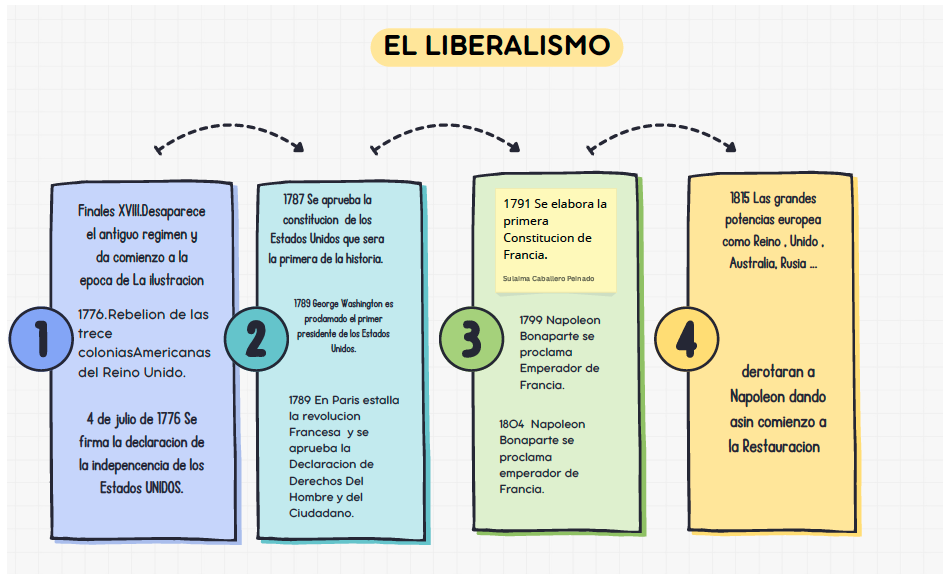 EL LIBERALISMO
Finales XVIII.Desaparece
el antiguo regimen y
da comienzo a la
epoca de La ilustracion
1776.Rebelion de las
trece
coloniasAmericanas
del Reino Unido.
4 de julio de 1776 Se
firma la declaracion de
la indepencencia de los
Estados UNIDOS.
1
1787 Se aprueba la
constitucion de los
Estados Unidos que sera
la primera de la historia.
1789 George Washington es
proclamado el primer
presidente de los Estados
Unidos.
1789 En Paris estalla
la revolucion
Francesa y se
aprueba la
Declaracion de
Derechos Del
Hombre y del
Ciudadano.
2
1791 Se elabora la
primera
Constitucion de
Francia.
Sulaima Caballero Peinado
1799 Napoleon
Bonaparte se
proclama
Emperador de
Francia.
1804 Napoleon
Bonaparte se
proclama
emperador de
Francia.
3
1815 Las grandes
potencias europea
como Reino , Unido ,
Australia, Rusia ...
derotaran a
Napoleon dando
asin comienzo a
la Restauracion
4